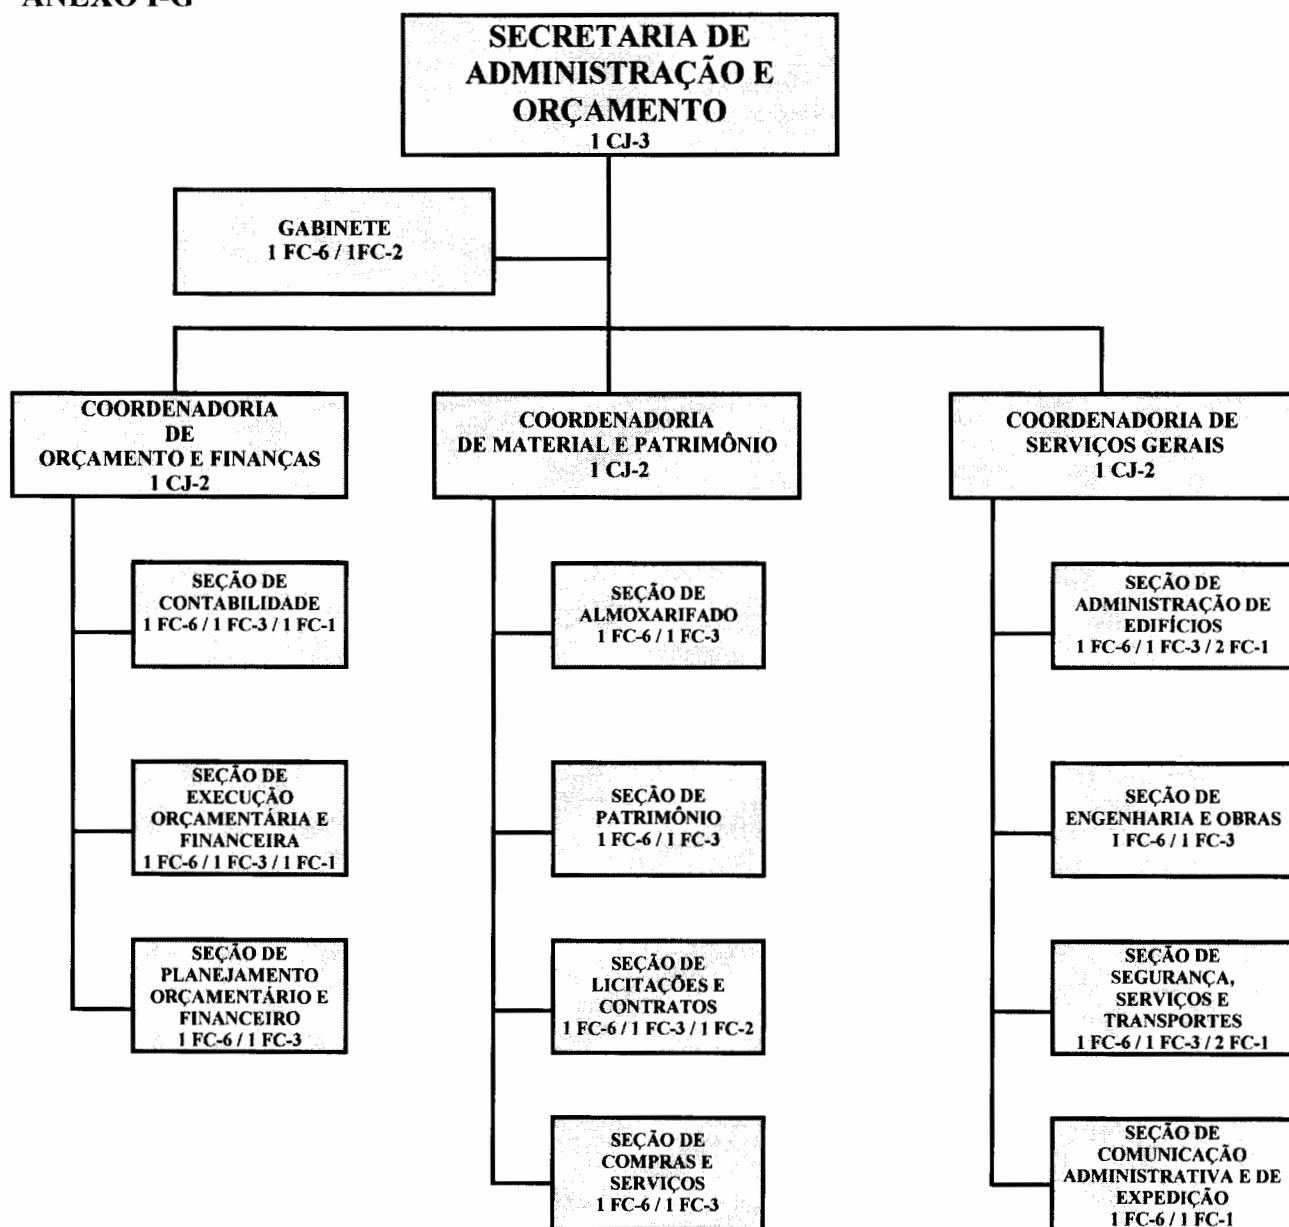 ANEXO I-G
SECRETARIA DE
ADMINISTRAÇÃO E
ORÇAMENTO
1 CJ-3
GABINETE
1 FC-6 / 1FC-2
COORDENADORIA
DE
ORÇAMENTO E FINANÇAS
1 CJ-2
SEÇÃO DE
CONTABILIDADE
1 FC-6 / 1 FC-3 / 1 FC-1
SEÇÃO DE
EXECUÇÃO
ORÇAMENTÁRIA E
FINANCEIRA
1 FC-6 / 1 FC-3 / 1 FC-1
SEÇÃO DE
PLANEJAMENTO
ORÇAMENTÁRIO E
FINANCEIRO
1 FC-6 / 1 FC-3
COORDENADORIA
DE MATERIAL E PATRIMÔNIO
1 CJ-2
SEÇÃO DE
ALMOXARIFADO
1 FC-6 / 1 FC-3
SEÇÃO DE
PATRIMÔNIO
1 FC-6 / 1 FC-3
SEÇÃO DE
LICITAÇÕES E
CONTRATOS
1 FC-6 / 1 FC-3 / 1 FC-2
SEÇÃO DE
COMPRAS E
SERVIÇOS
1 FC-6 / 1 FC-3
COORDENADORIA DE
SERVIÇOS GERAIS
1 CJ-2
SEÇÃO DE
ADMINISTRAÇÃO DE
EDIFÍCIOS
1 FC-6 / 1 FC-3 / 2 FC-1
SEÇÃO DE
ENGENHARIA E OBRAS
1 FC-6 / 1 FC-3
SEÇÃO DE
SEGURANÇA,
SERVIÇOS E
TRANSPORTES
1 FC-6 / 1 FC-3 / 2 FC-1
SEÇÃO DE
COMUNICAÇÃO
ADMINISTRATIVA E DE
EXPEDIÇÃO
1 FC-6 / 1 FC-1